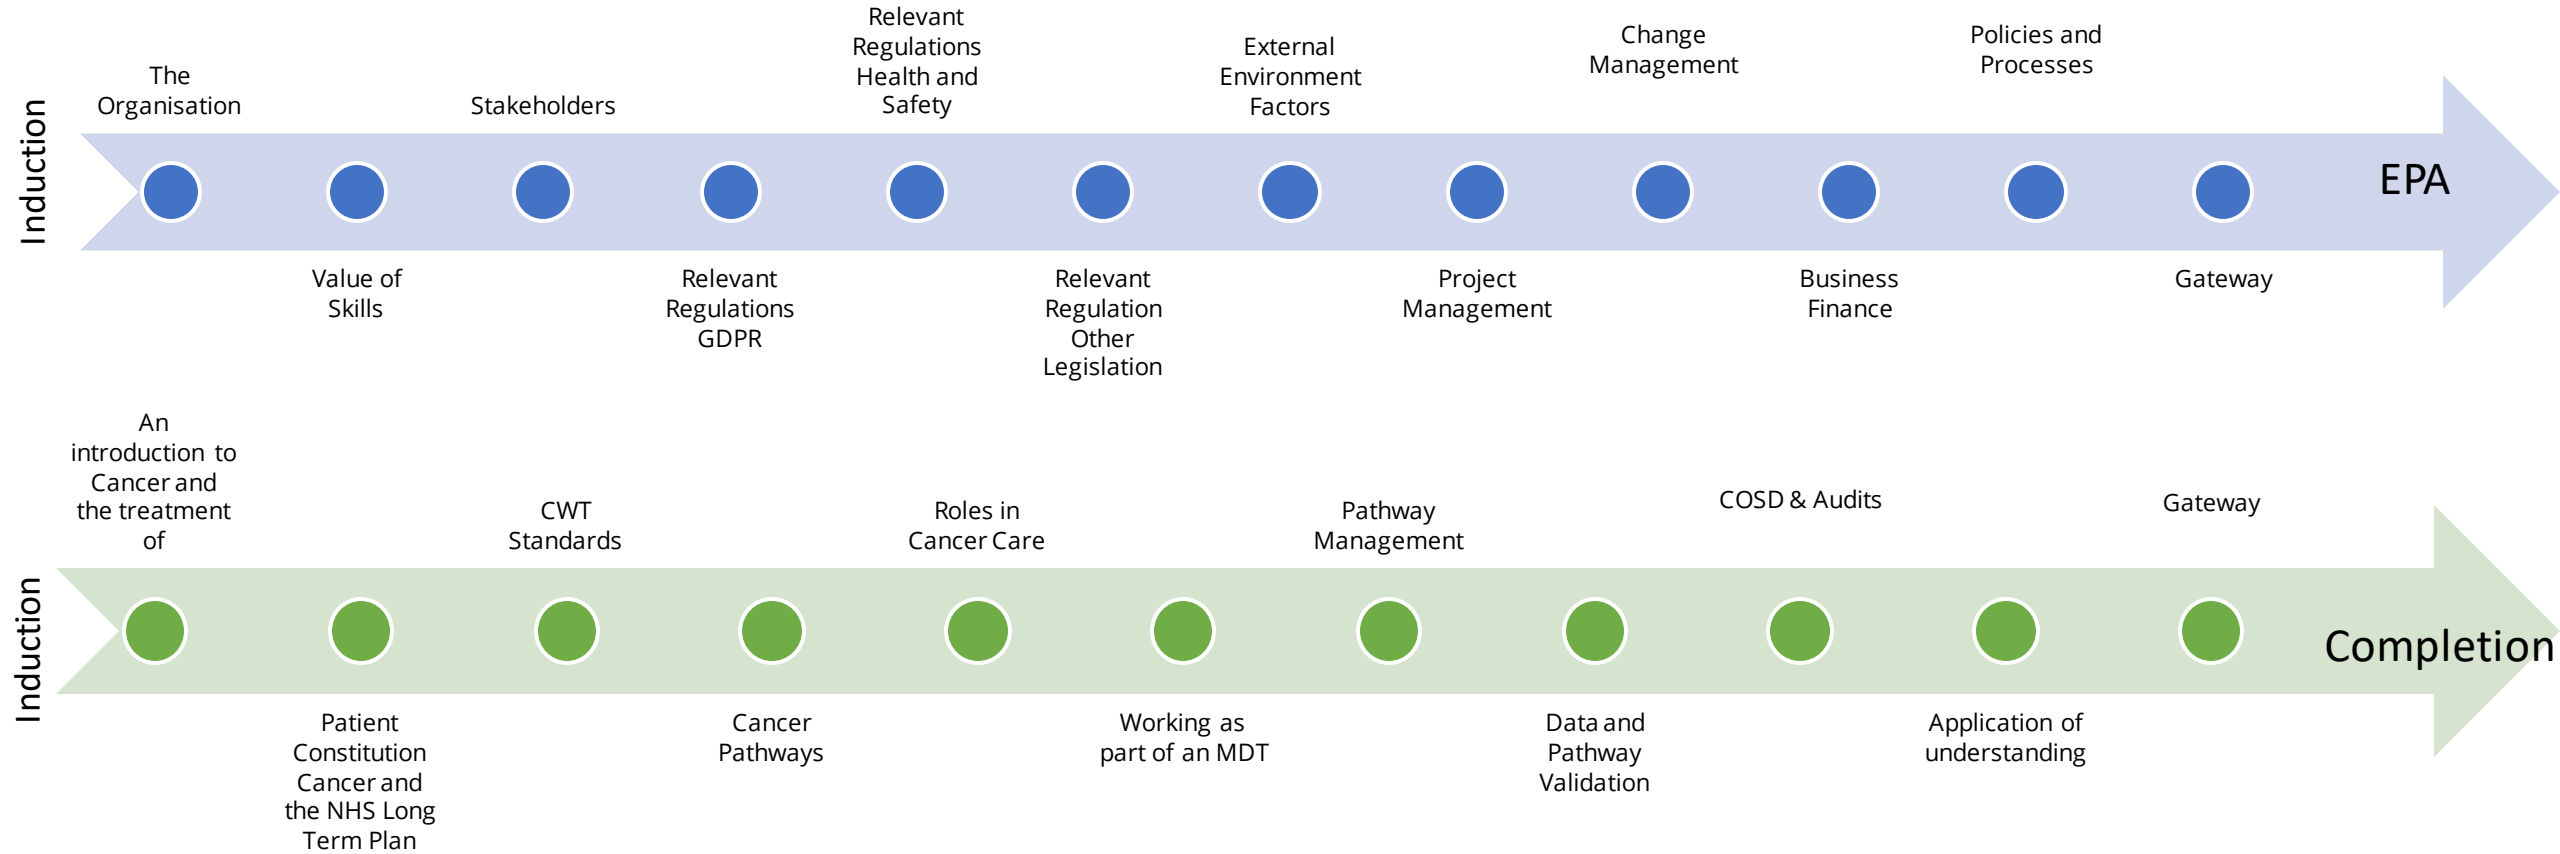 Induction
The
Organisation
Value of
Skills
Stakeholders
Relevant
Regulations
GDPR
Relevant
Regulations
Health and
Safety
Relevant
Regulation
Other
Legislation
External
Environment
Factors
Project
Management
Change
Management
Business
Finance
Policies and
Processes
Gateway
EPA
Induction
An
introduction to
Cancer and
the treatment
of
Patient
Constitution
Cancer and
the NHS Long
Term Plan
CWT
Standards
Cancer
Pathways
Roles in
Cancer Care
Working as
part of an MDT
Pathway
Management
Data and
Pathway
Validation
COSD & Audits
Application of
understanding
Gateway
Completion